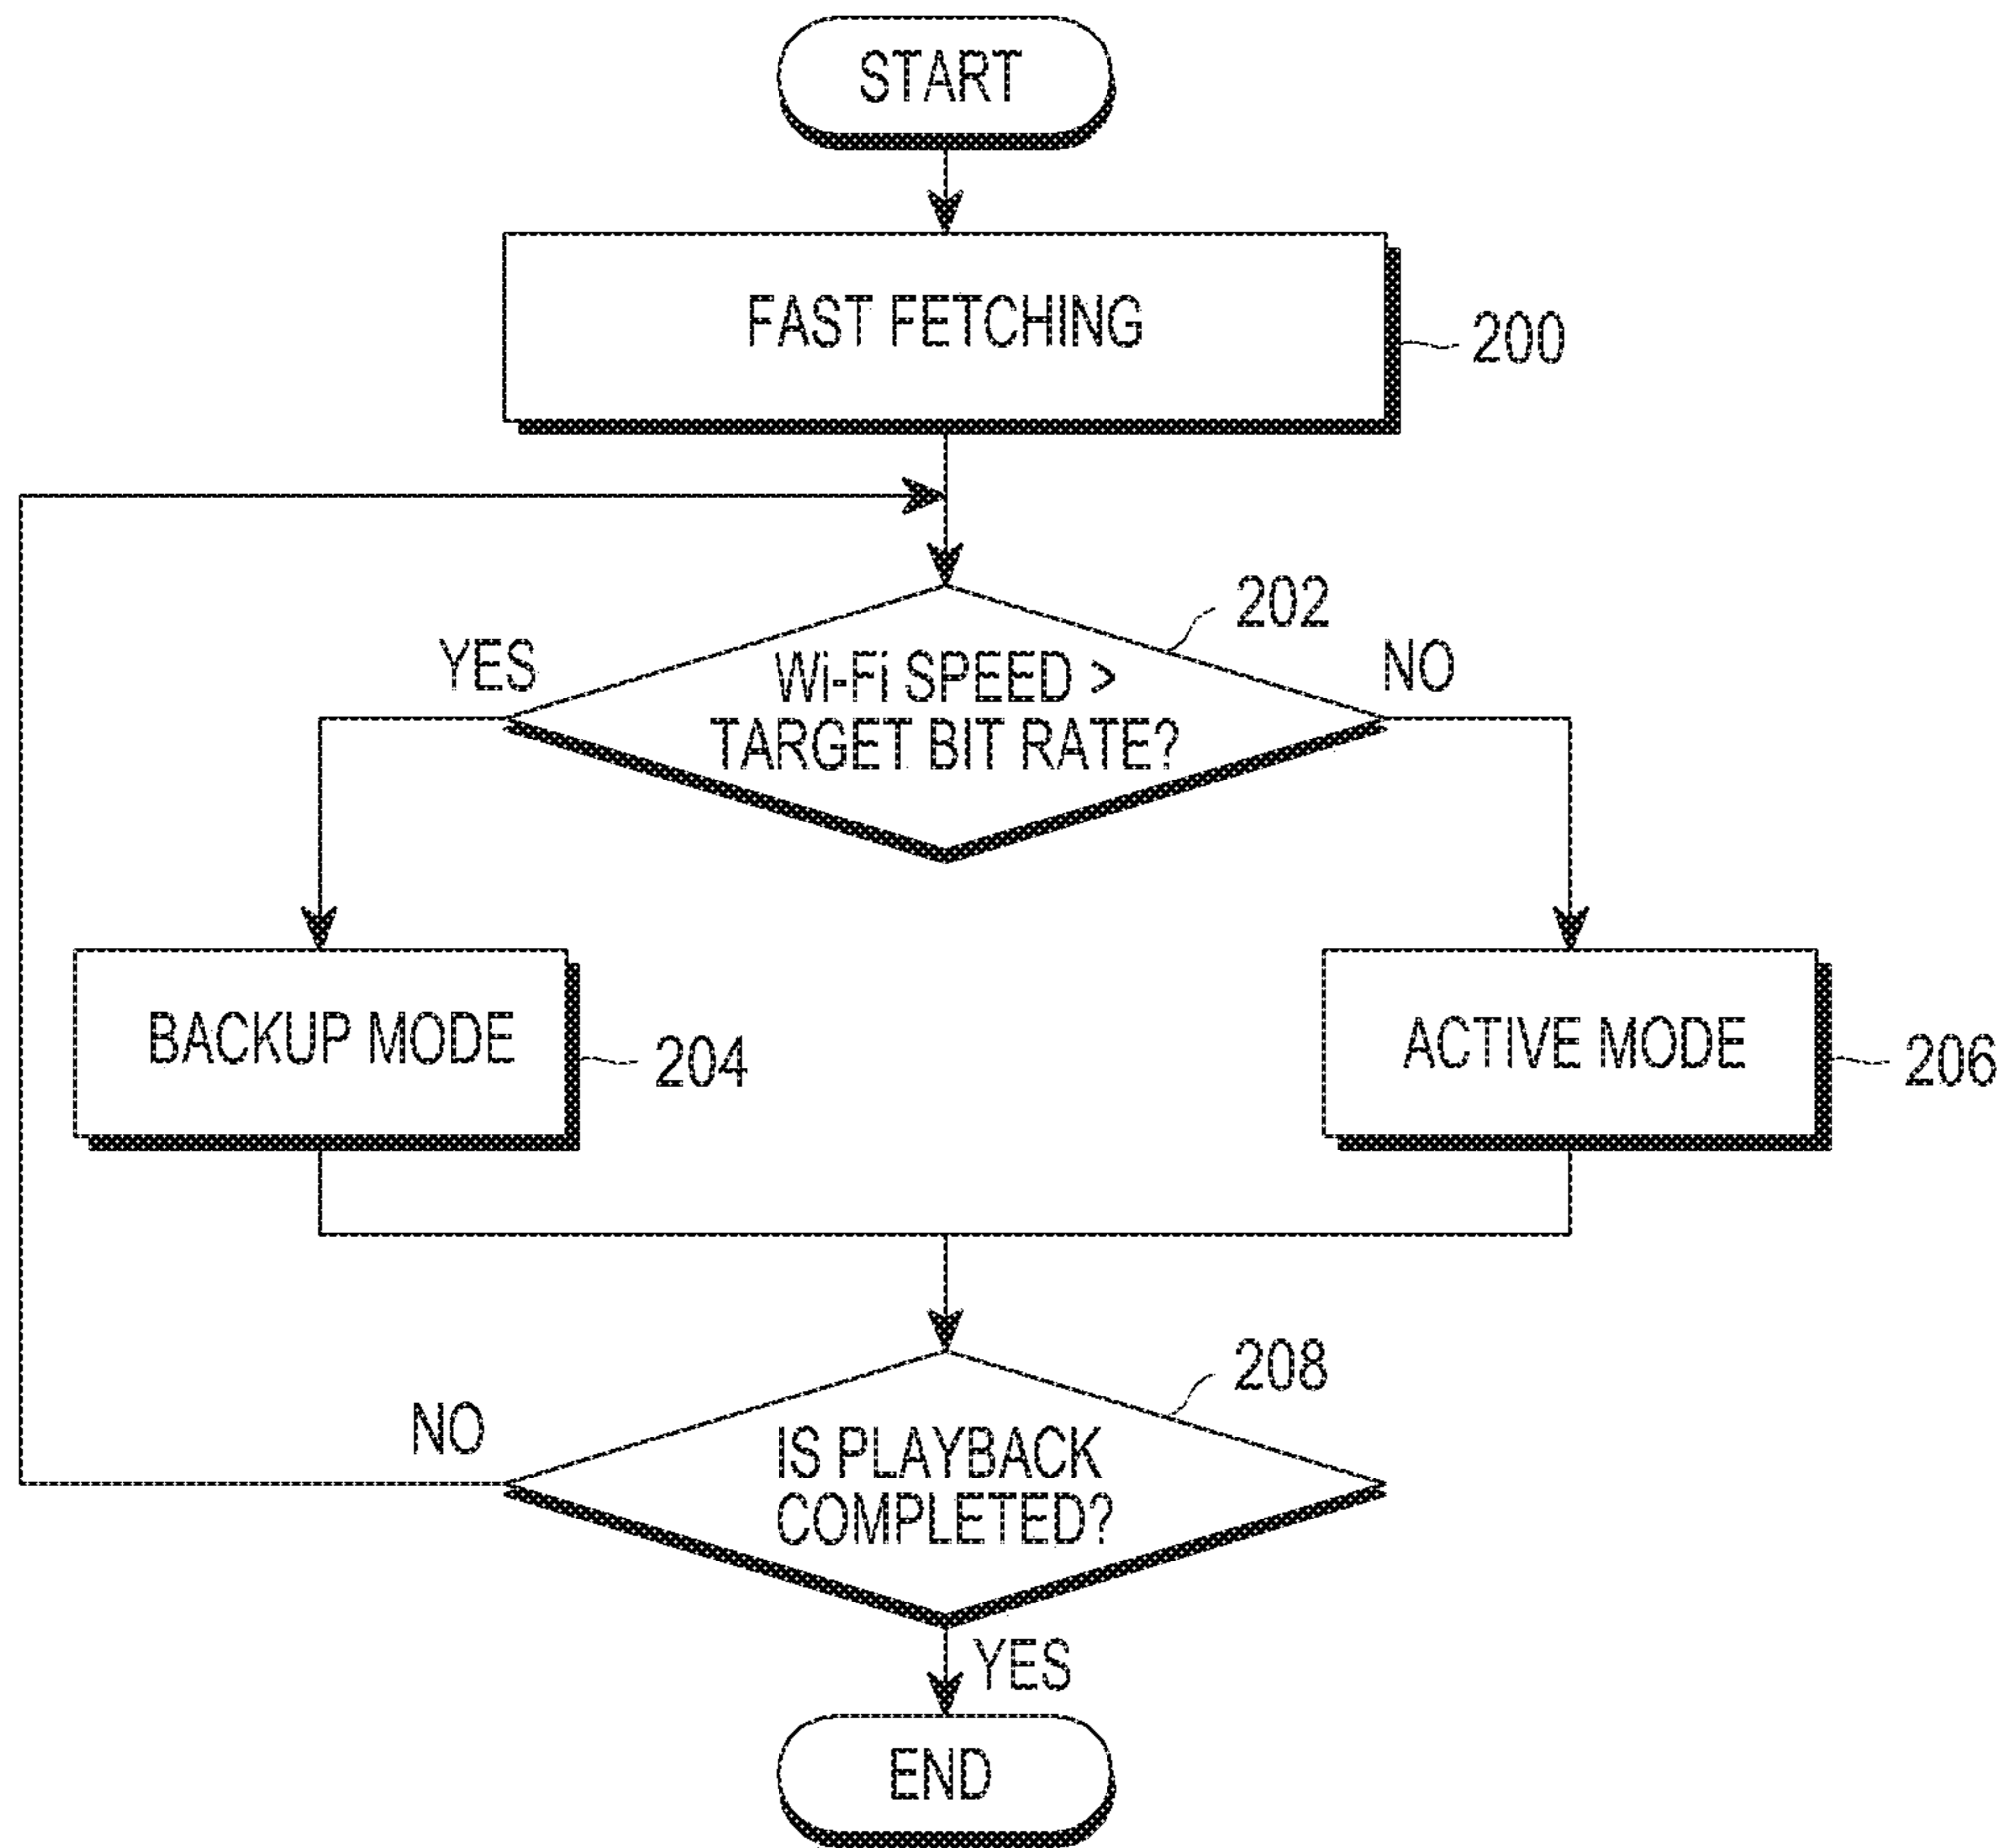 START
FAST FETCHING
200
202
YES
Wi-Fi SPEED >
TARGET BIT RATE?
NO
BACKUP MODE
204
ACTIVE MODE
206
208
NO
IS PLAYBACK
COMPLETED?
YES
END